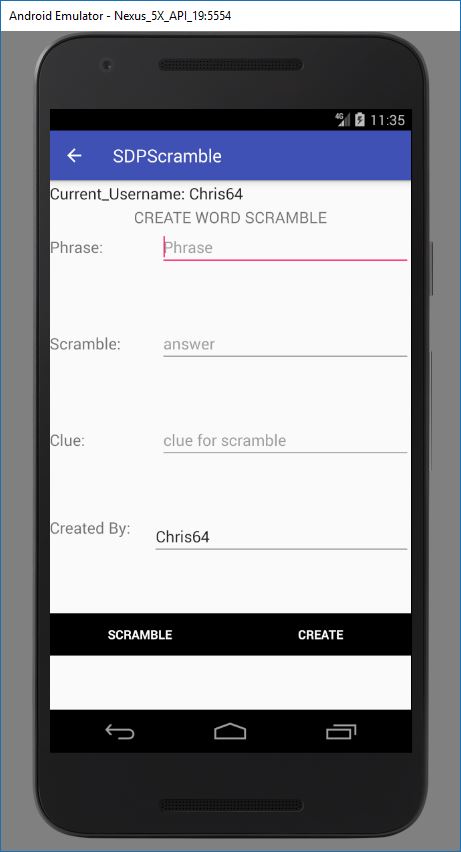 Android Emulator - Nexus_5X_API_19:5554
4G 11:35
SDPScramble
Current_Username: Chris64
CREATE WORD SCRAMBLE
Phrase: Phrase
Scramble: answer
Clue: clue for scramble
Created By: Chris64
SCRAMBLE CREATE